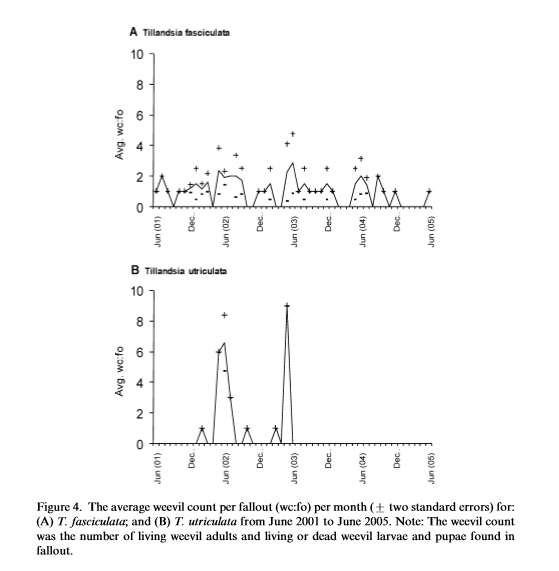 A Tillandsia fasciculata
10
8
6
4
2
0
Avg. wc:fo
Jun (01)
Dec.
Jun (02)
Dec.
Jun (03)
Dec.
Jun (04)
Dec.
Jun (05)
B Tillandsia utriculata
10
8
6
4
2
0
Avg. wc:fo
Jun (01)
Dec.
Jun (02)
Dec.
Jun (03)
Dec.
Jun (04)
Dec.
Jun (05)
Figure 4. The average weevil count per fallout (wc:fo) per month (± two standard errors) for:
(A) T. fasciculata; and (B) T. utriculata from June 2001 to June 2005. Note: The weevil count
was the number of living weevil adults and living or dead weevil larvae and pupae found in
fallout.